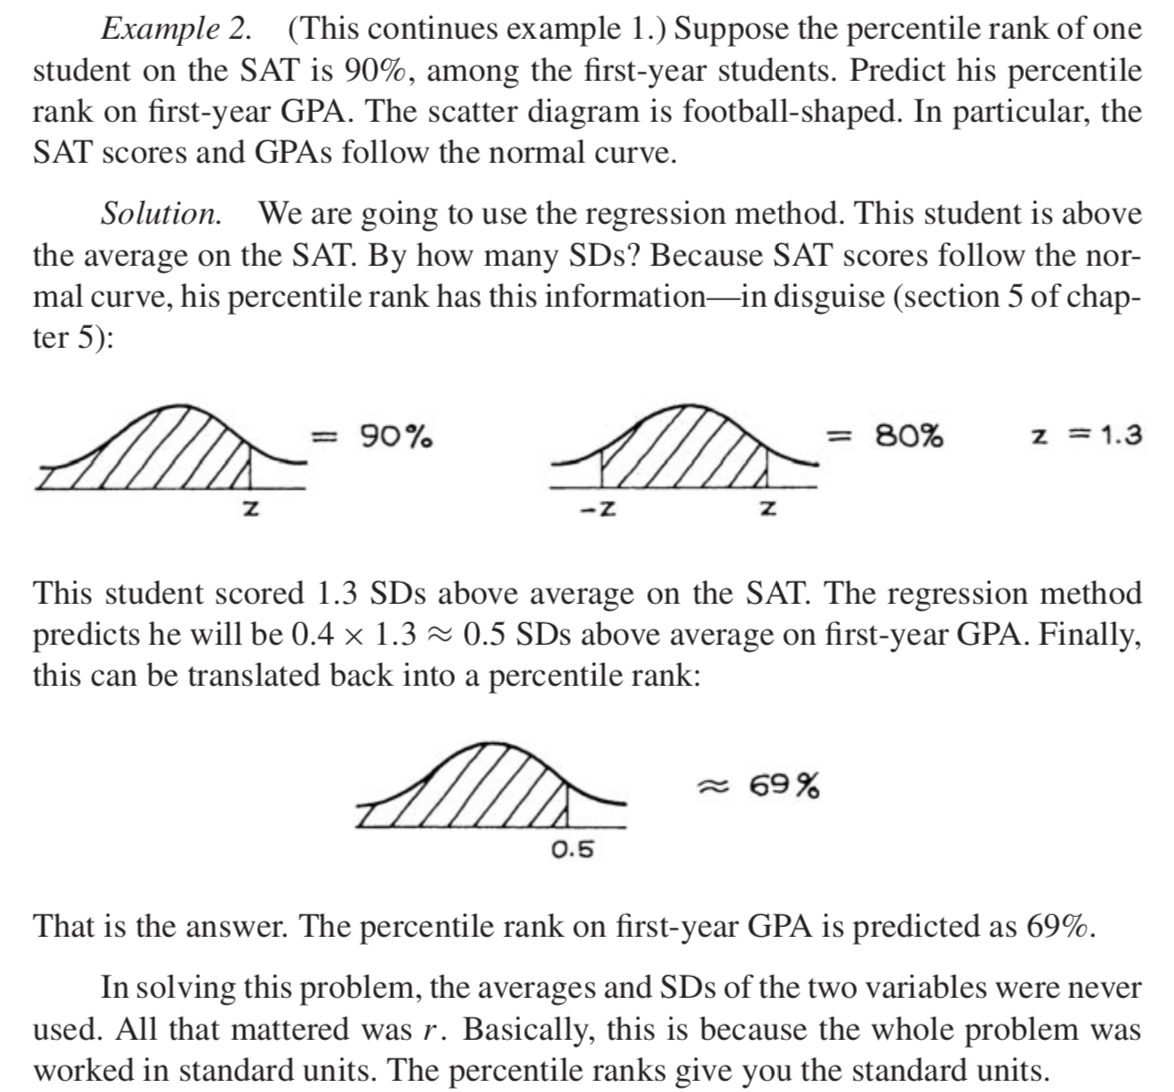 Example 2. (This continues example 1.) Suppose the percentile rank of one
student on the SAT is 90%, among the first-year students. Predict his percentile
rank on first-year GPA. The scatter diagram is football-shaped. In particular, the
SAT scores and GPAs follow the normal curve.
Solution. We are going to use the regression method. This student is above
the average on the SAT. By how many SDs? Because SAT scores follow the nor-
mal curve, his percentile rank has this information—in disguise (section 5 of chap-
ter 5):
= 90% = 80% z = 1.3
z -z z
This student scored 1.3 SDs above average on the SAT. The regression method
predicts he will be 0.4 × 1.3 ≈ 0.5 SDs above average on first-year GPA. Finally,
this can be translated back into a percentile rank:
≈ 69%
0.5
That is the answer. The percentile rank on first-year GPA is predicted as 69%.
In solving this problem, the averages and SDs of the two variables were never
used. All that mattered was r. Basically, this is because the whole problem was
worked in standard units. The percentile ranks give you the standard units.